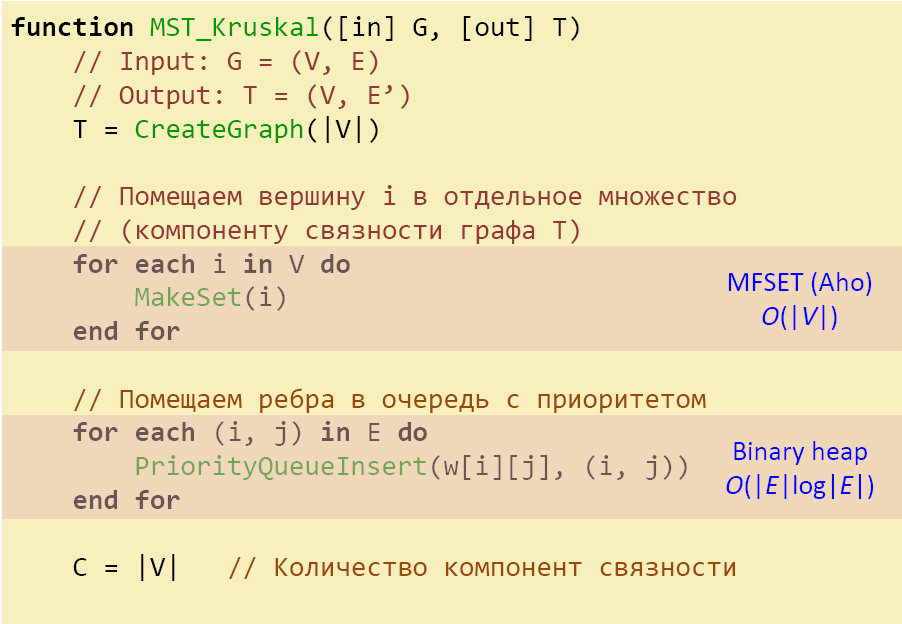 function MST_Kruskal([in] G, [out] T)
// Input: G = (V, E)
// Output: T = (V, E’)
T = CreateGraph(|V|)
// Помещаем вершину i в отдельное множество
// (компоненту связности графа T)
for each i in V do
MakeSet(i)
end for
MFSET (Aho)
O(|V|)
// Помещаем ребра в очередь с приоритетом
for each (i, j) in E do
PriorityQueueInsert(w[i][j], (i, j))
end for
Binary heap
O(|E|log|E|)
C = |V| // Количество компонент связности